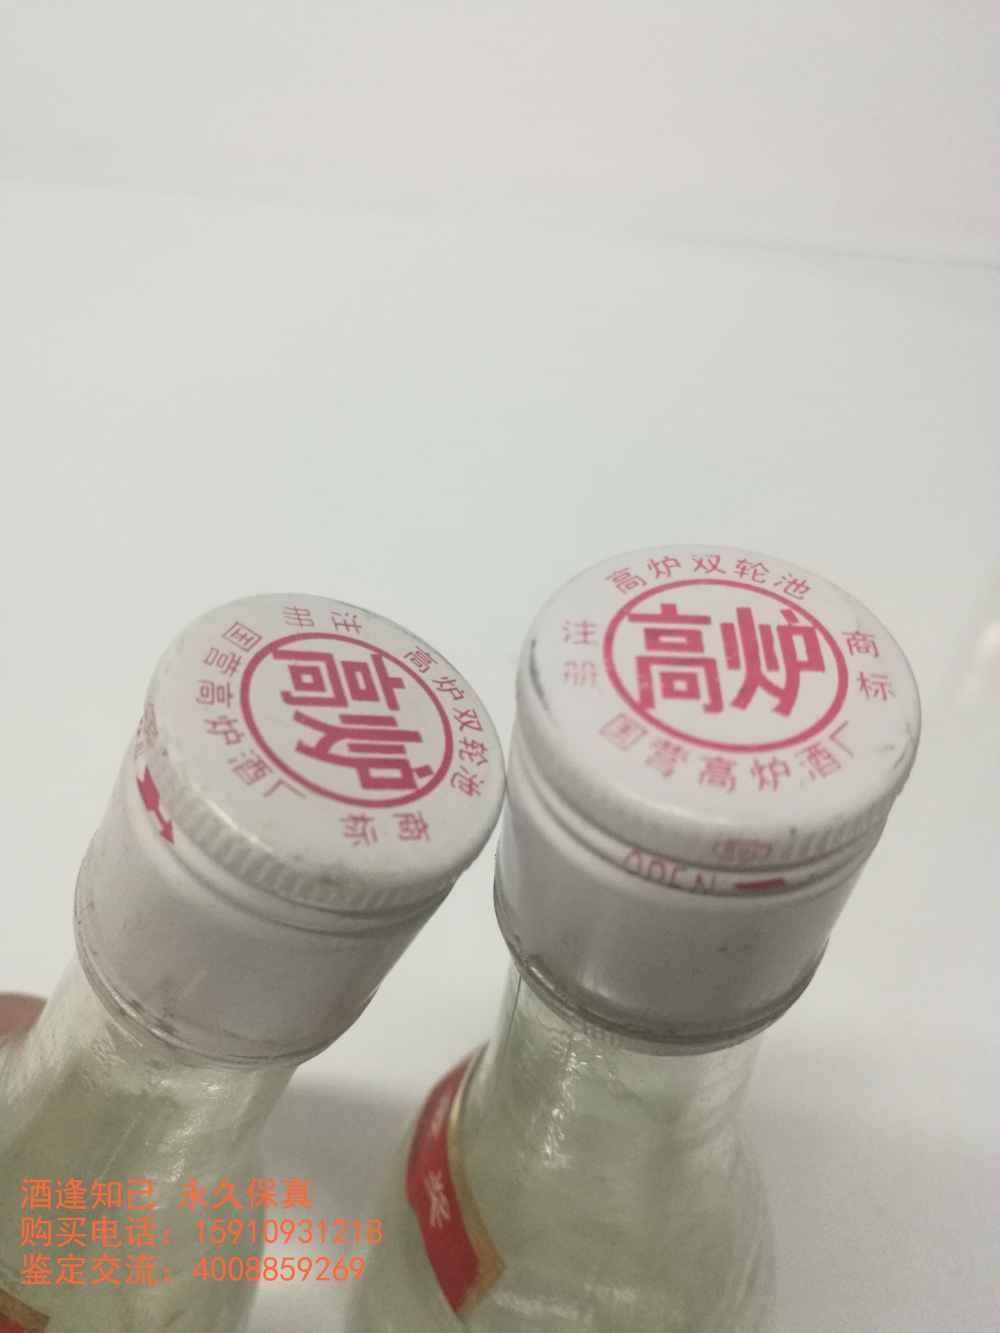 注册
高炉双轮池
高炉
国营高炉酒厂
商标
高炉双轮池
注册
高炉
商标
国营高炉酒厂
OPEN
奖
酒逢知己 永久保真
购买电话：15910931218
鉴定交流：4008859269